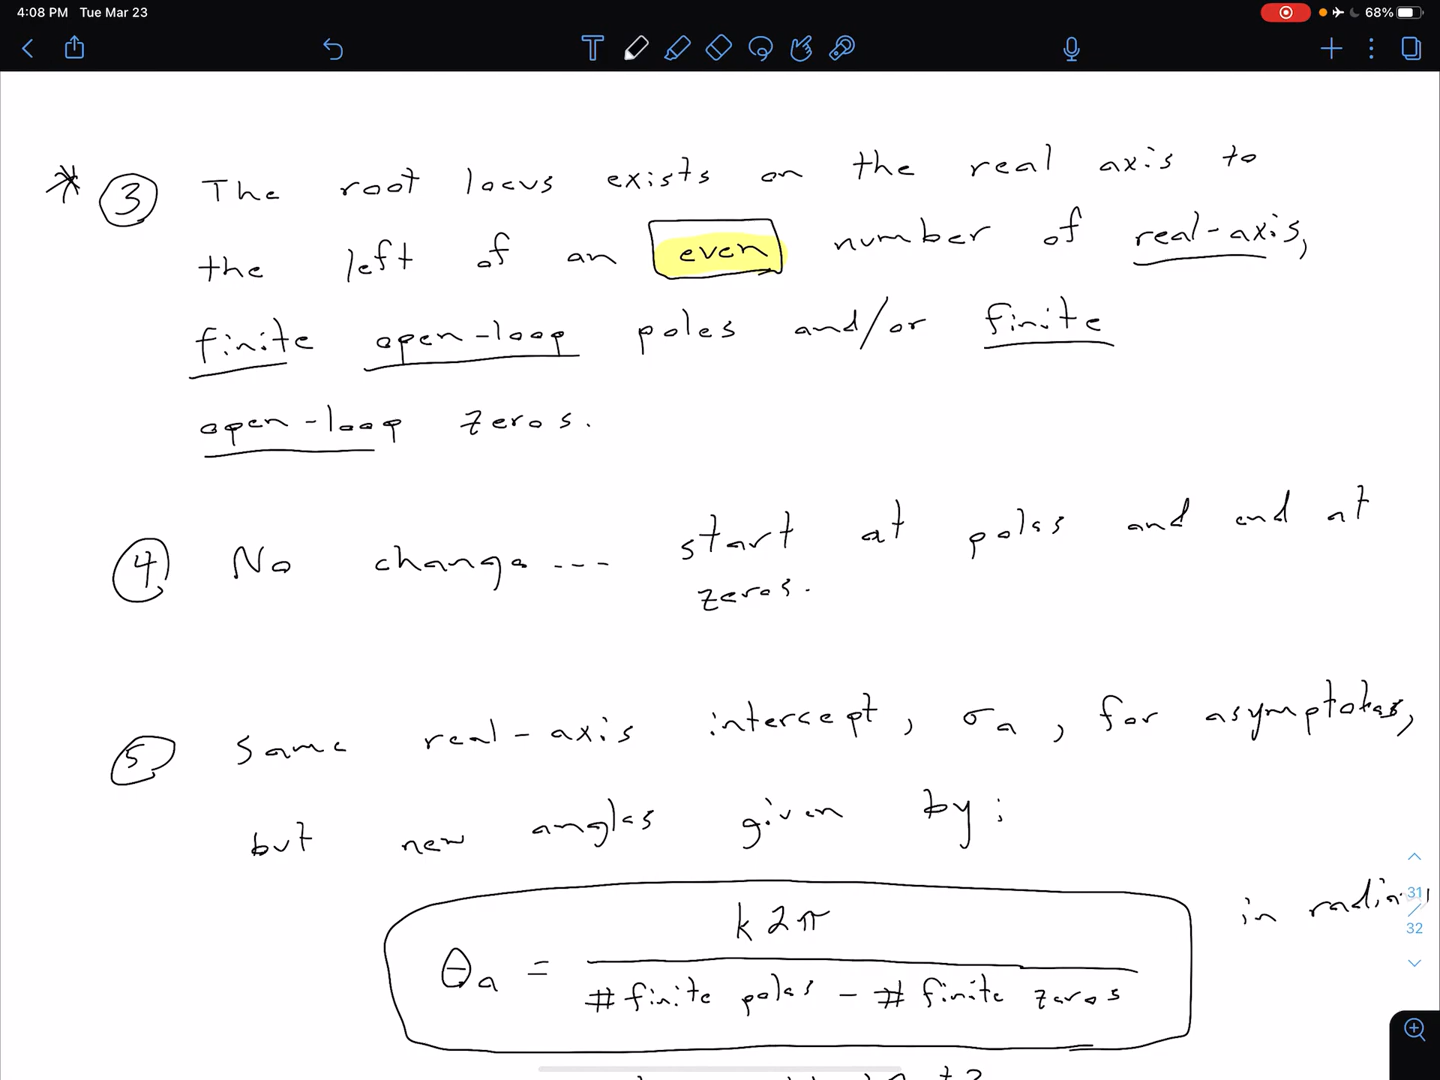 4:08 PM Tue Mar 23
68%
* ③ The root locus exists on the real axis to
the left of an even number of real-axis,
finite open-loop poles and/or finite
open-loop zeros.
④ No change --- start at poles and end at
zeros.
⑤ Same real-axis intercept, σa, for asymptotes,
but new angles given by:
θa = k2π / # finite poles - # finite zeros
in radia
31
/
32